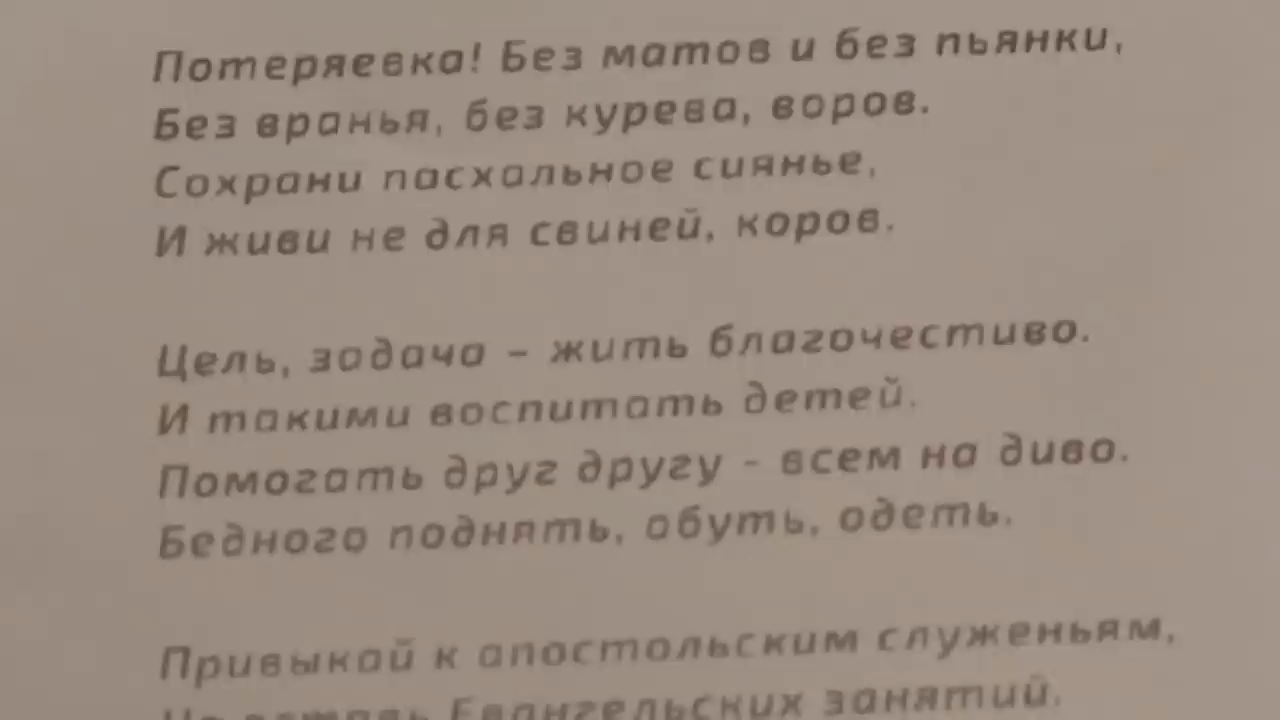 Потеряевка! Без матов и без пьянки,
Без вранья, без курева, воров.
Сохрани пасхальное сиянье,
И живи не для свиней, коров.
Цель, задача – жить благочестиво.
И такими воспитать детей.
Помогать друг другу - всем на диво.
Бедного поднять, обуть, одеть.
Привыкай к апостольским служеньям,
Евангельских занятий.